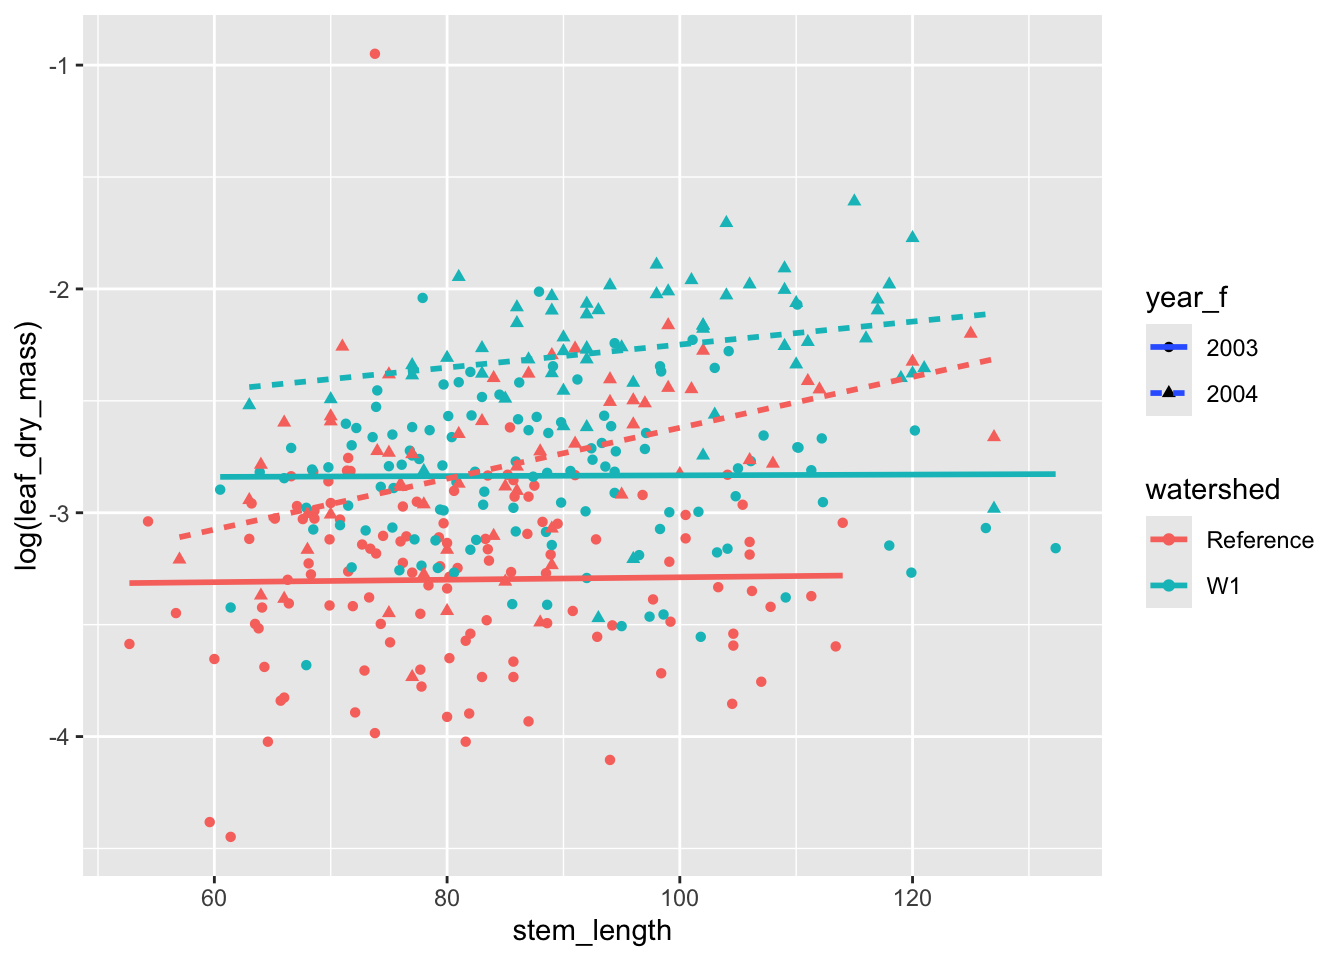 -1
-2
-3
-4
log(leaf_dry_mass)
60
80
100
120
stem_length
year_f
2003
2004
watershed
Reference
W1